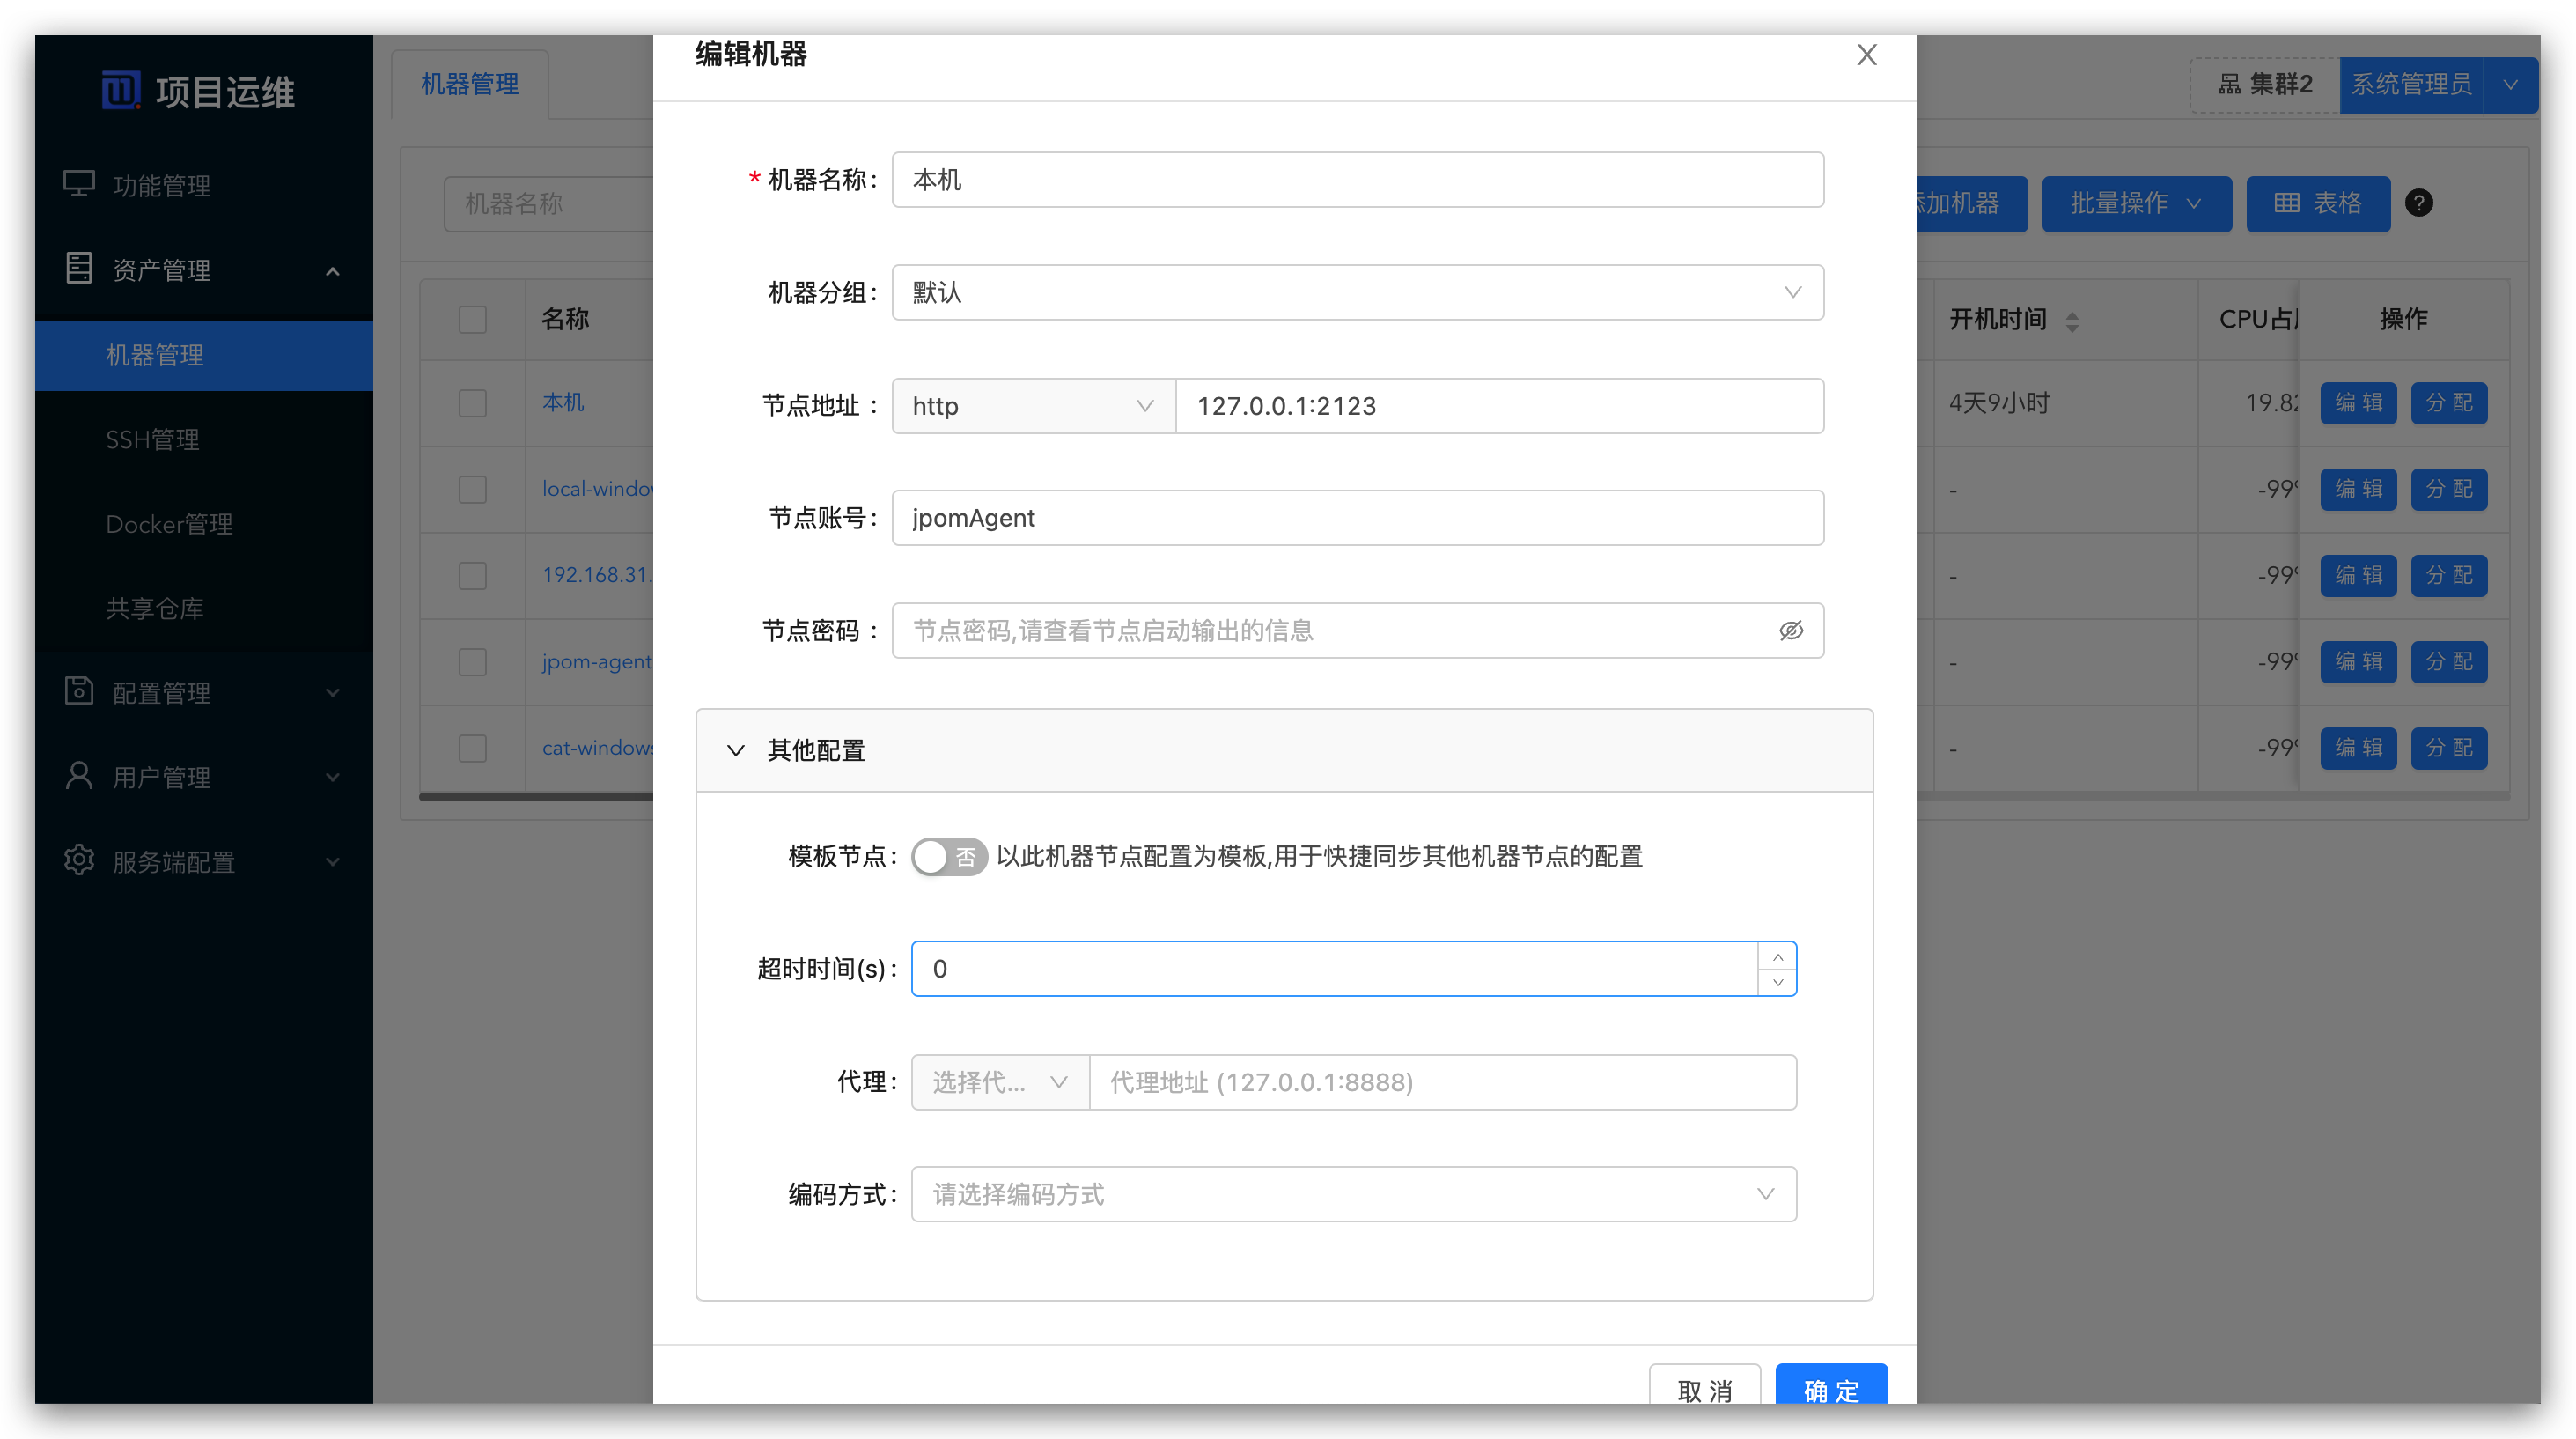 项目运维
功能管理
资产管理
机器管理
SSH管理
Docker管理
共享仓库
配置管理
用户管理
服务端配置
机器管理
集群2
系统管理员
机器名称
添加机器
批量操作
表格
?
名称
开机时间
CPU占
操作
本机
4天9小时
19.82
编 辑
分 配
local-window
-
-99%
编 辑
分 配
192.168.31.
-
-99%
编 辑
分 配
jpom-agent
-
-99%
编 辑
分 配
cat-windows
-
-99%
编 辑
分 配
编辑机器
* 机器名称:
本机
机器分组:
默认
节点地址 :
http
127.0.0.1:2123
节点账号:
jpomAgent
节点密码 :
节点密码,请查看节点启动输出的信息
其他配置
模板节点:
否
以此机器节点配置为模板,用于快捷同步其他机器节点的配置
超时时间(s):
0
代理:
选择代...
代理地址 (127.0.0.1:8888)
编码方式:
请选择编码方式
取 消
确 定